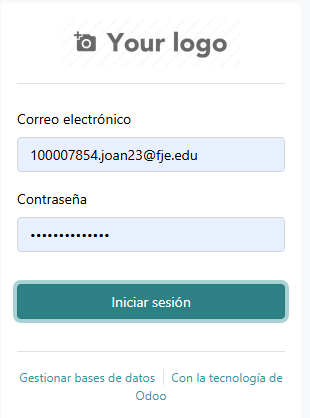 Your logo
Correo electrónico
100007854.joan23@fje.edu
Contraseña
••••••••••••••
Iniciar sesión
Gestionar bases de datos | Con la tecnología de
Odoo